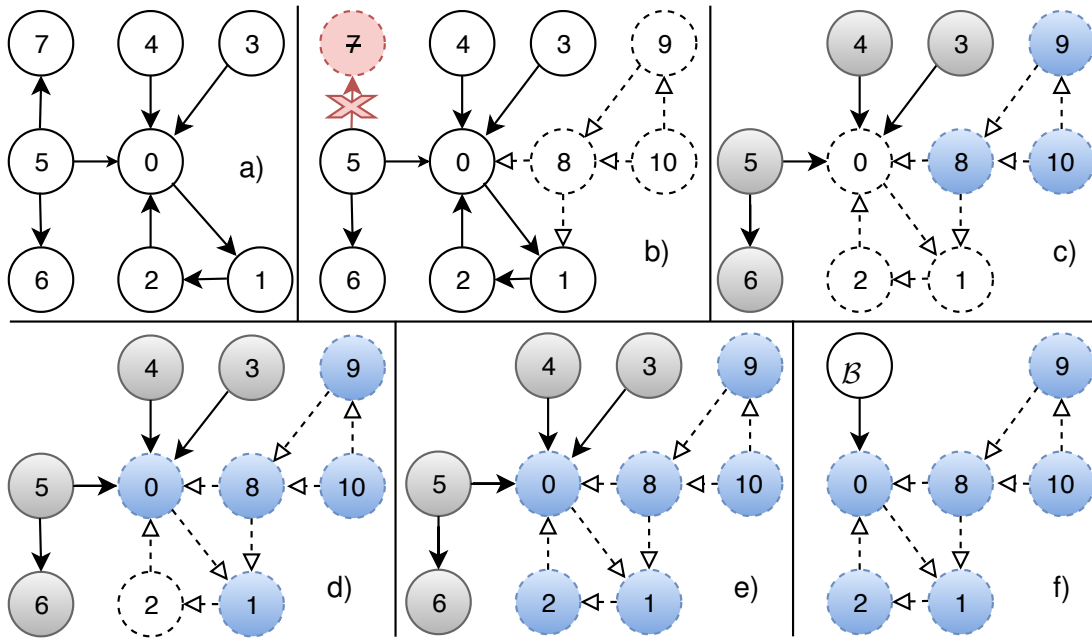 7 4 3
5 0 a)
6 2 1
7 4 3 9
5 0 8 10
6 2 1 b)
4 3 9
5 0 8 10
6 2 1 c)
4 3 9
5 0 8 10
6 2 1 d)
4 3 9
5 0 8 10
6 2 1 e)
ℬ 9
0 8 10
2 1 f)